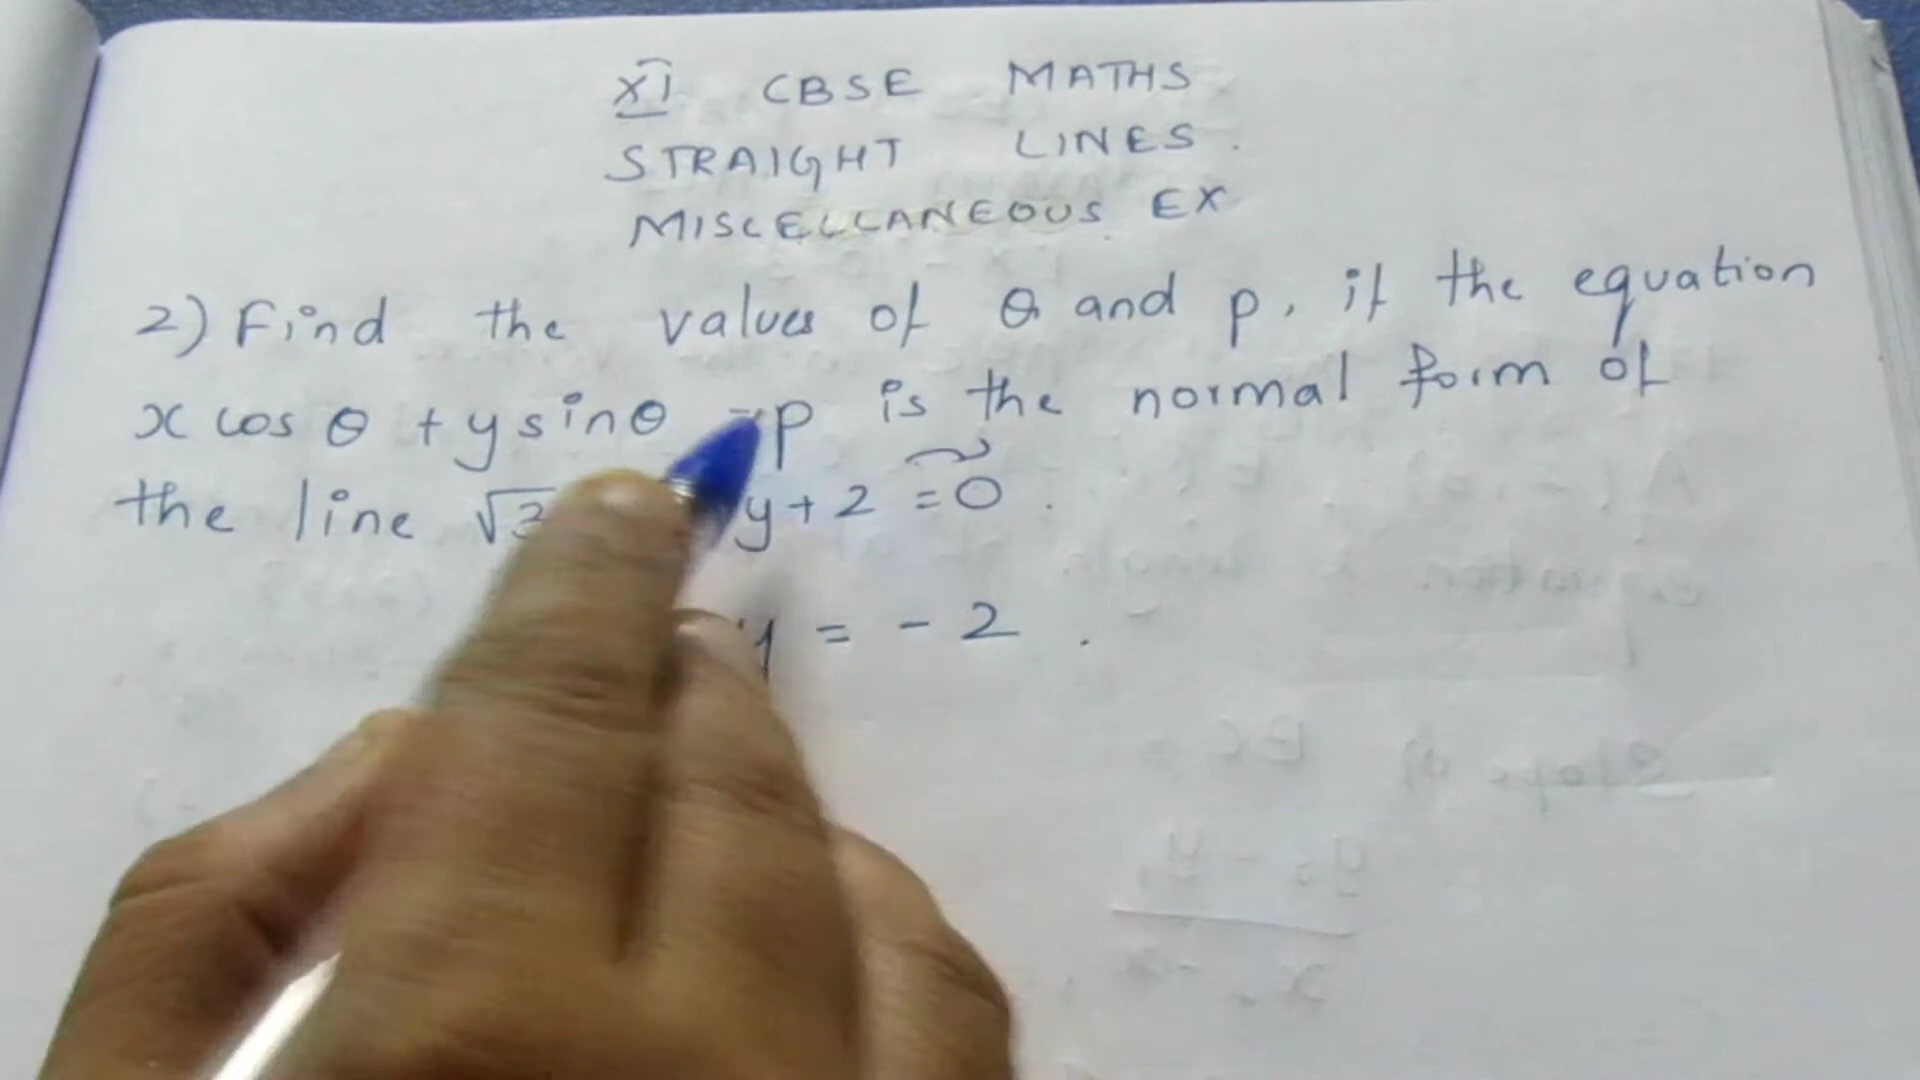 XI CBSE MATHS
STRAIGHT LINES.
MISCELLANEOUS EX
2) Find the values of θ and p, if the equation
x cos θ + y sin θ = p is the normal form of
the line √3 y + 2 = 0.
y = - 2 .